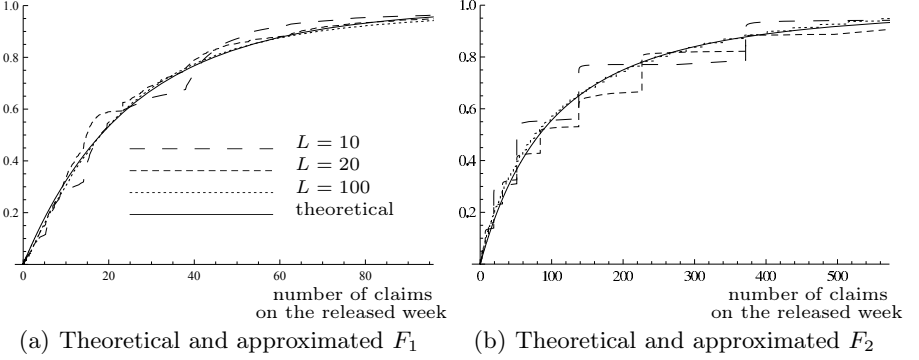 1.0
0.8
0.6
0.4
0.2
0
20
40
60
80
L = 10
L = 20
L = 100
theoretical
number of claims
on the released week
(a) Theoretical and approximated F₁
1.0
0.8
0.6
0.4
0.2
0
100
200
300
400
500
number of claims
on the released week
(b) Theoretical and approximated F₂